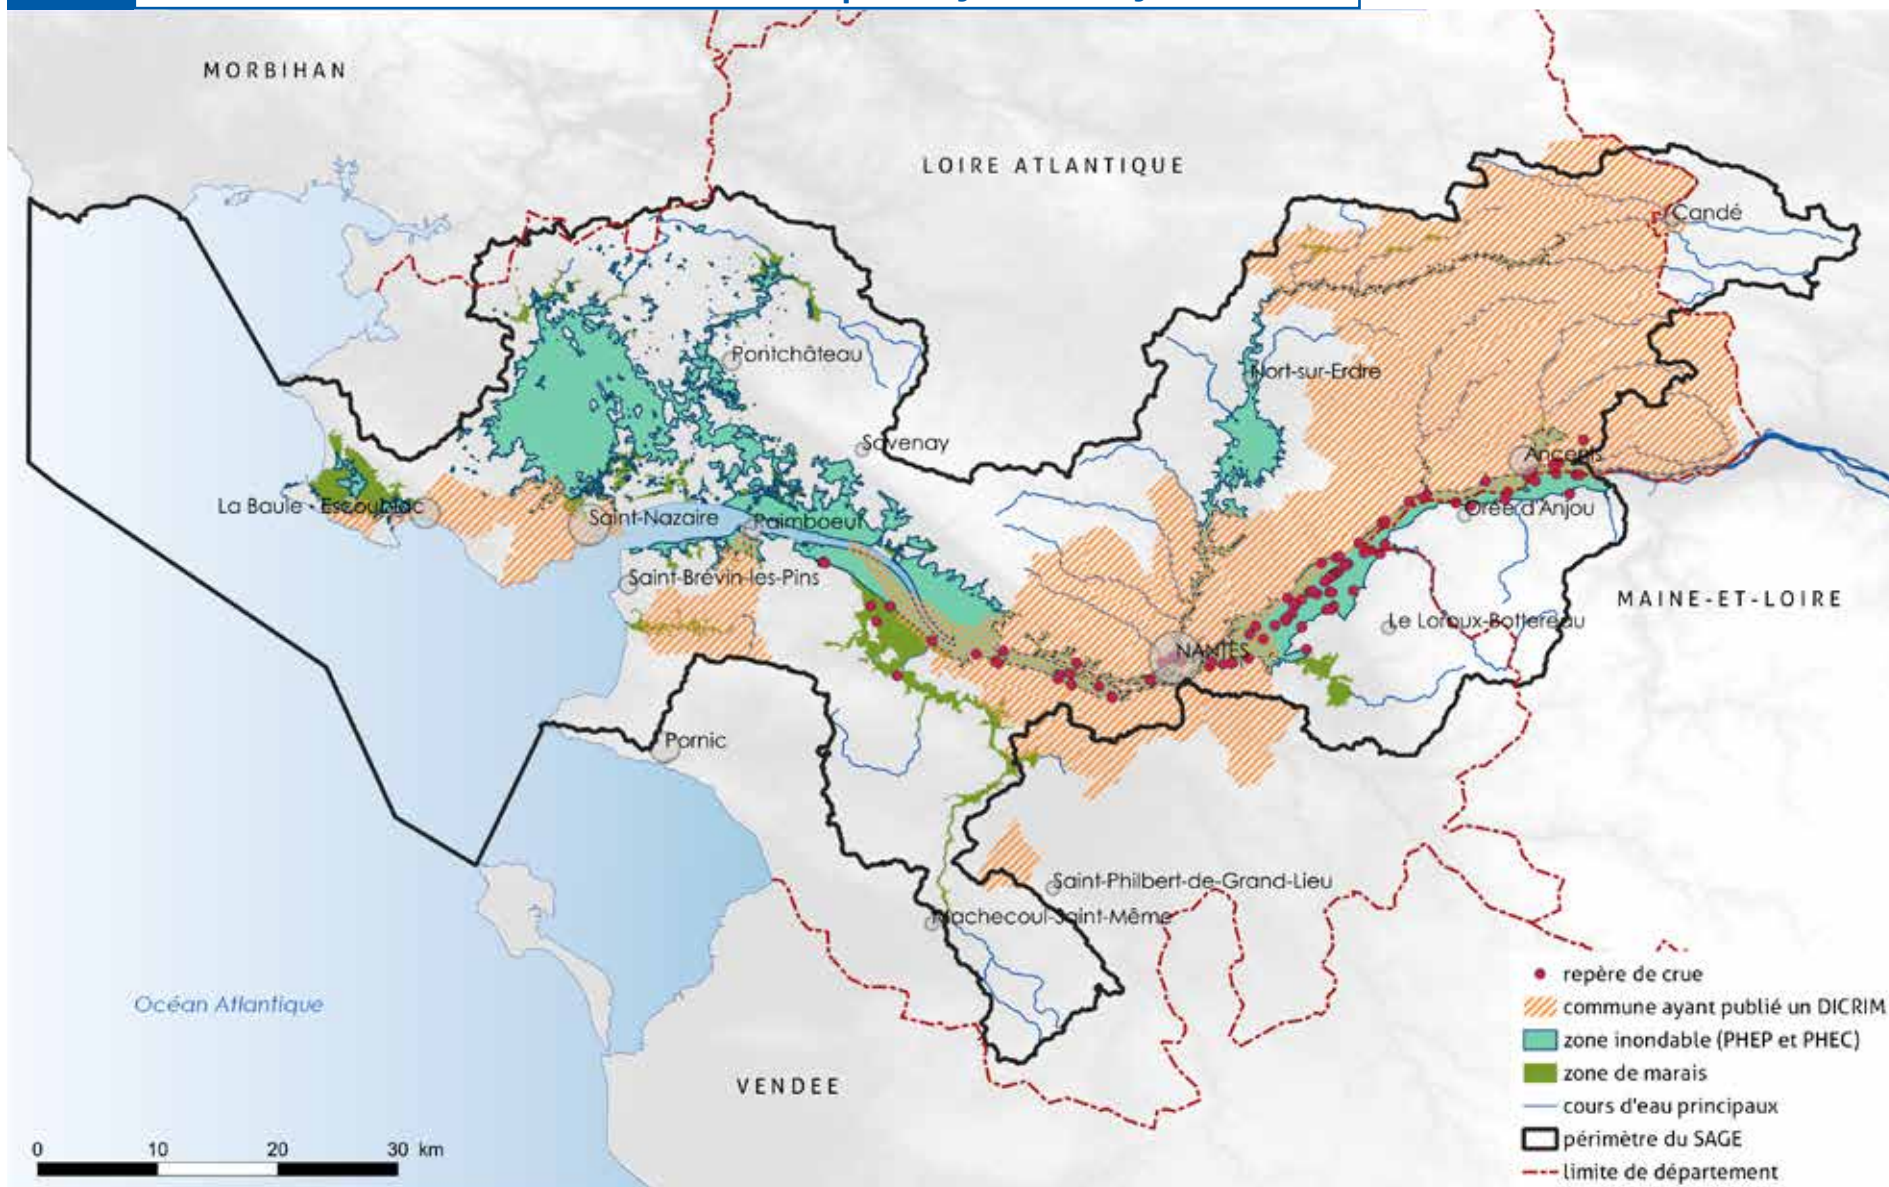 MORBIHAN
LOIRE ATLANTIQUE
Candé
Pontchâteau
Nort-sur-Erdre
Savenay
Ancenis
La Baule - Escoublac
Saint-Nazaire
Paimboeuf
Orée d'Anjou
Saint-Brévin-les-Pins
MAINE-ET-LOIRE
Le Loroux-Bottereau
NANTES
Pornic
Saint-Philbert-de-Grand-Lieu
Machecoul-Saint-Même
Océan Atlantique
VENDEE
repère de crue
commune ayant publié un DICRIM
zone inondable (PHEP et PHEC)
zone de marais
cours d'eau principaux
périmètre du SAGE
limite de département
0 10 20 30 km